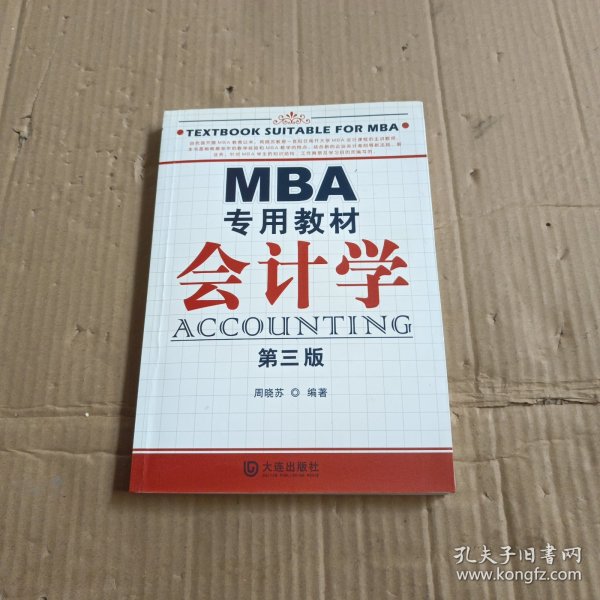 • TEXTBOOK SUITABLE FOR MBA •
MBA
专用教材
会计学
ACCOUNTING
第三版
周晓苏 ◎ 编著
大连出版社
孔夫子旧书网
www.kongfz.com